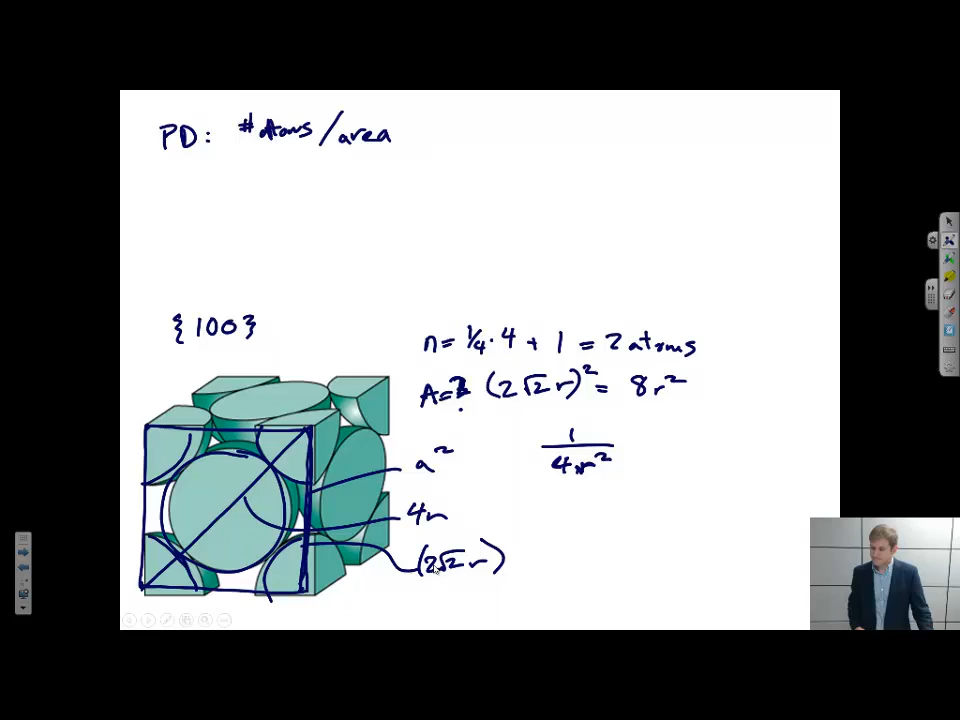 PD: # atoms / area
{100}
n = 1/4 · 4 + 1 = 2 atoms
A = (2√2 r)² = 8r²
1
4r²
a²
4r
(2√2 r)